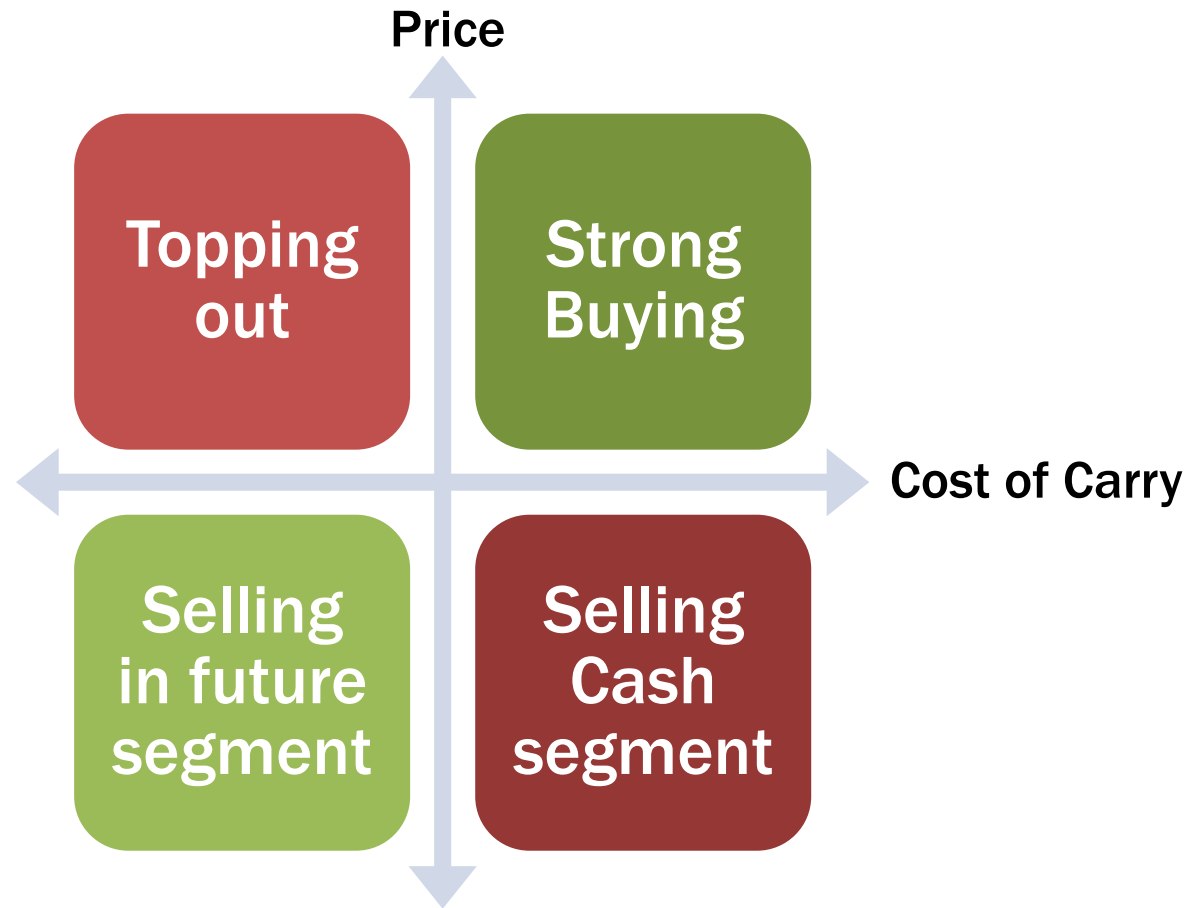 Price
Topping
out
Strong
Buying
Cost of Carry
Selling
in future
segment
Selling
Cash
segment